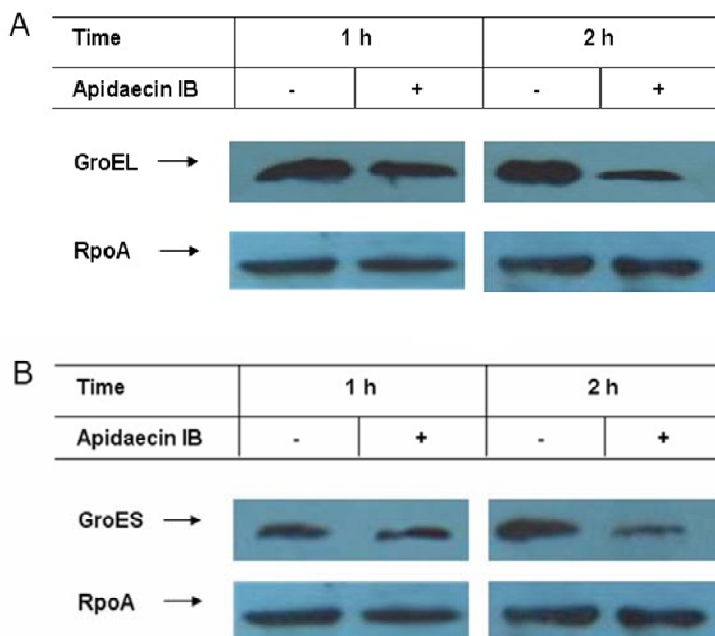 A
Time 1 h 2 h
Apidaecin IB - + - +
GroEL →
RpoA →
B
Time 1 h 2 h
Apidaecin IB - + - +
GroES →
RpoA →